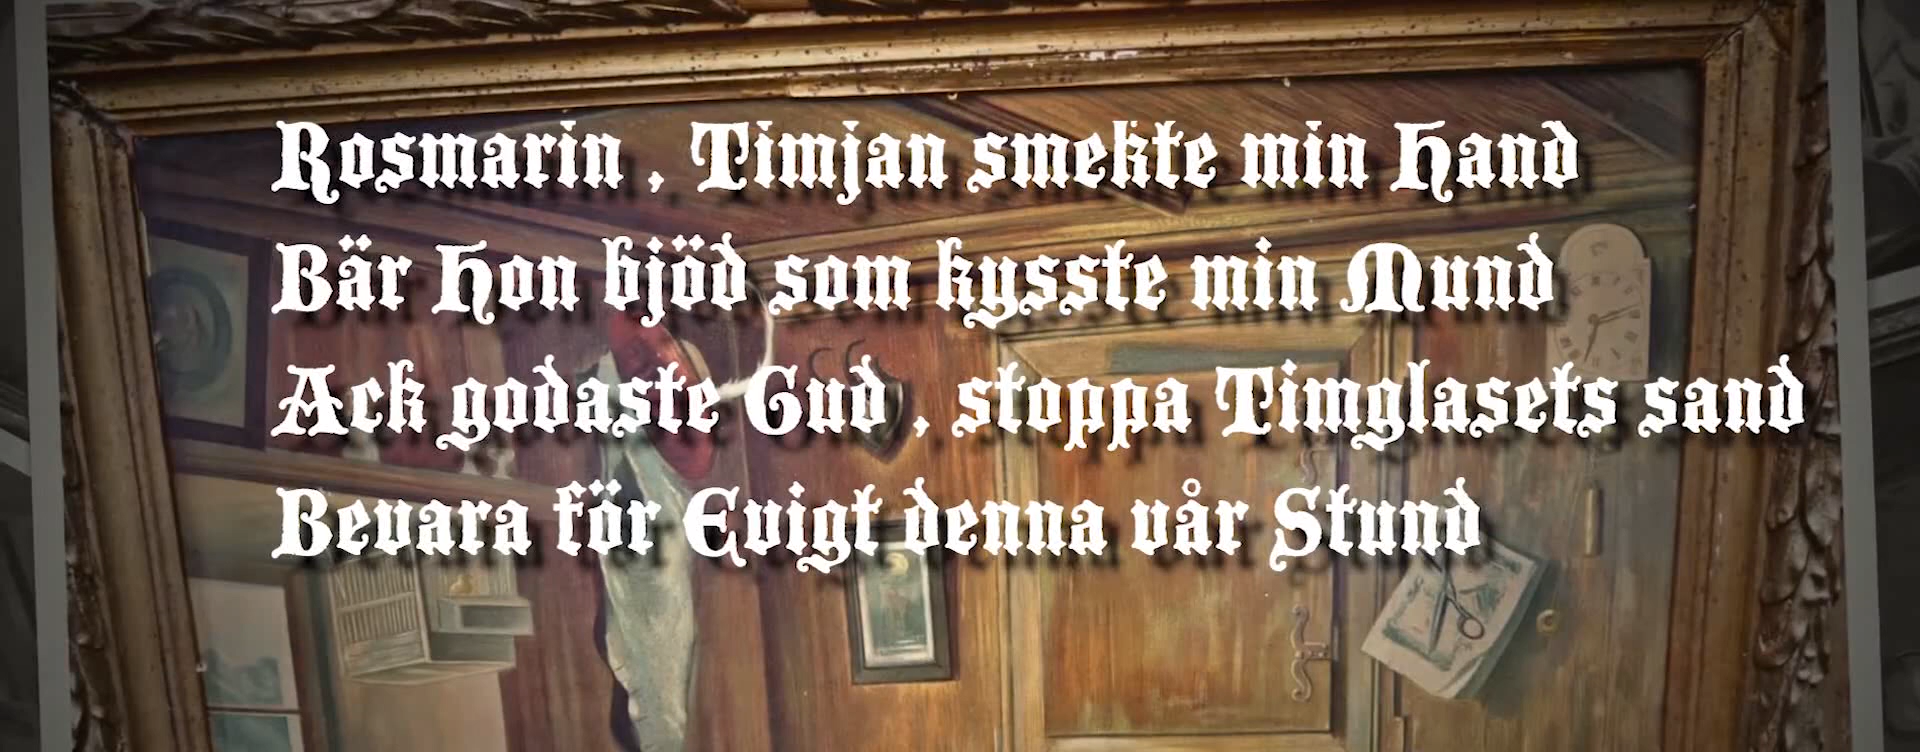 Rosmarin , Timjan smekte min Hand
Bär Hon bjöd som kysste min Mund
Ack godaste Gud , stoppa Timglasets sand
Bevara för Evigt denna vår Stund